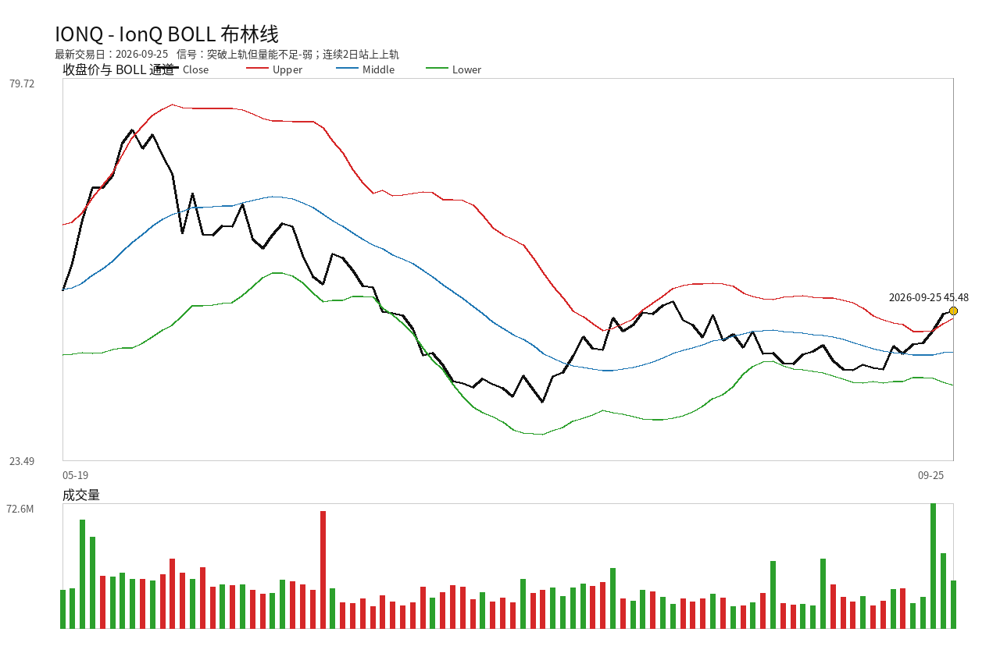 IONQ - IonQ BOLL 布林线
最新交易日：2026-09-25 信号：突破上轨但量能不足-弱；连续2日站上上轨
收盘价与 BOLL 通道 Close Upper Middle Lower
79.72
2026-09-25 45.48
23.49
05-19 09-25
成交量
72.6M